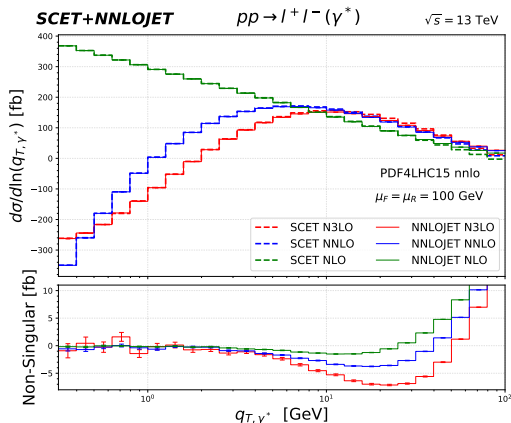 SCET+NNLOJET
pp → l⁺ l⁻ (γ*)
√s = 13 TeV
dσ/dln(q_{T,γ*}) [fb]
400
300
200
100
0
−100
−200
−300
PDF4LHC15 nnlo
μ_F = μ_R = 100 GeV
SCET N3LO
SCET NNLO
SCET NLO
NNLOJET N3LO
NNLOJET NNLO
NNLOJET NLO
Non-Singular [fb]
10
5
0
−5
10⁰
10¹
10²
q_{T,γ*} [GeV]